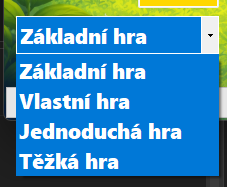 Základní hra
Základní hra
Vlastní hra
Jednoduchá hra
Těžká hra